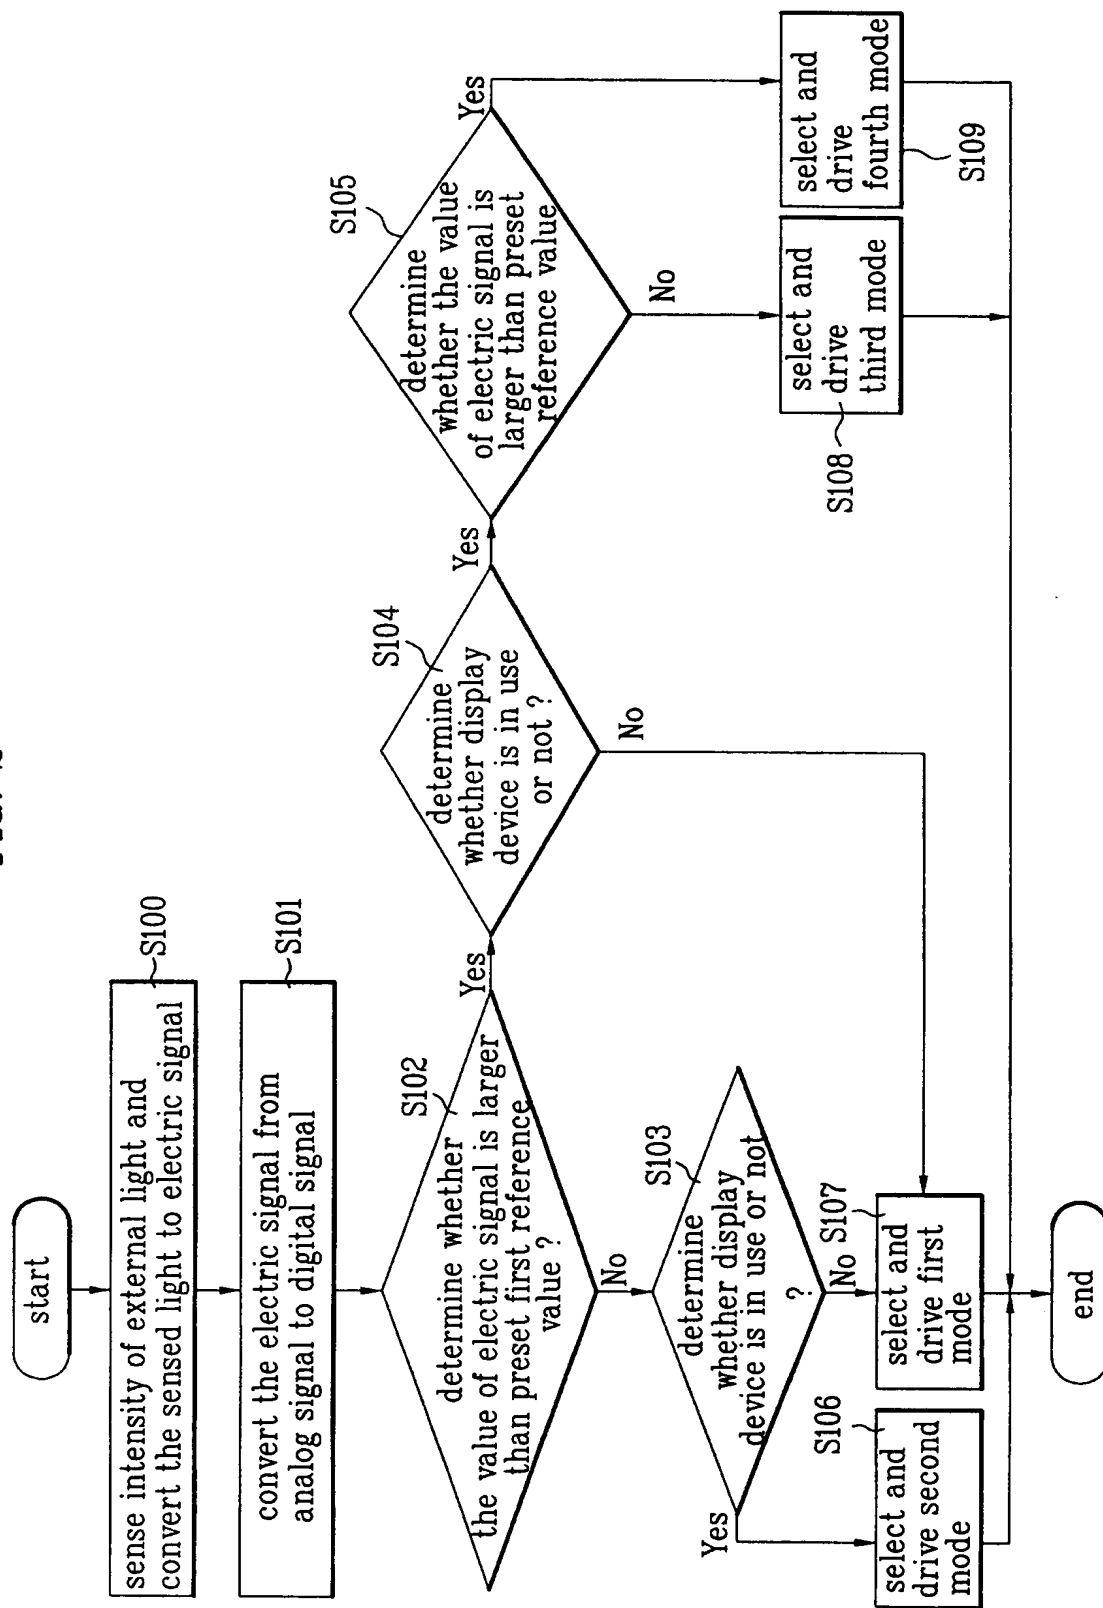 start
sense intensity of external light and
convert the sensed light to electric signal
S100
convert the electric signal from
analog signal to digital signal
S101
determine whether
the value of electric signal is larger
than preset first reference
value ?
S102
Yes
No
determine
whether display
device is in use or not
?
S103
Yes
No
determine
whether display
device is in use
or not ?
S104
Yes
No
determine
whether the value
of electric signal is
larger than preset
reference value
S105
Yes
No
select and
drive second
mode
S106
select and
drive first
mode
S107
select and
drive
third mode
S108
select and
drive
fourth mode
S109
end